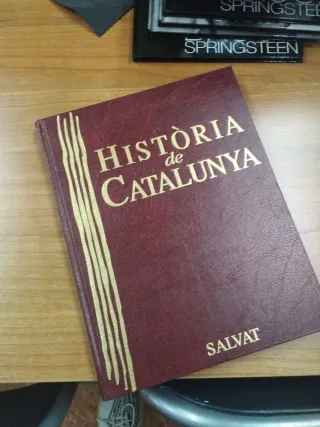 SPRINGSTEEN
SPRINGSTEEN
HISTÒRIA
de
CATALUNYA
SALVAT